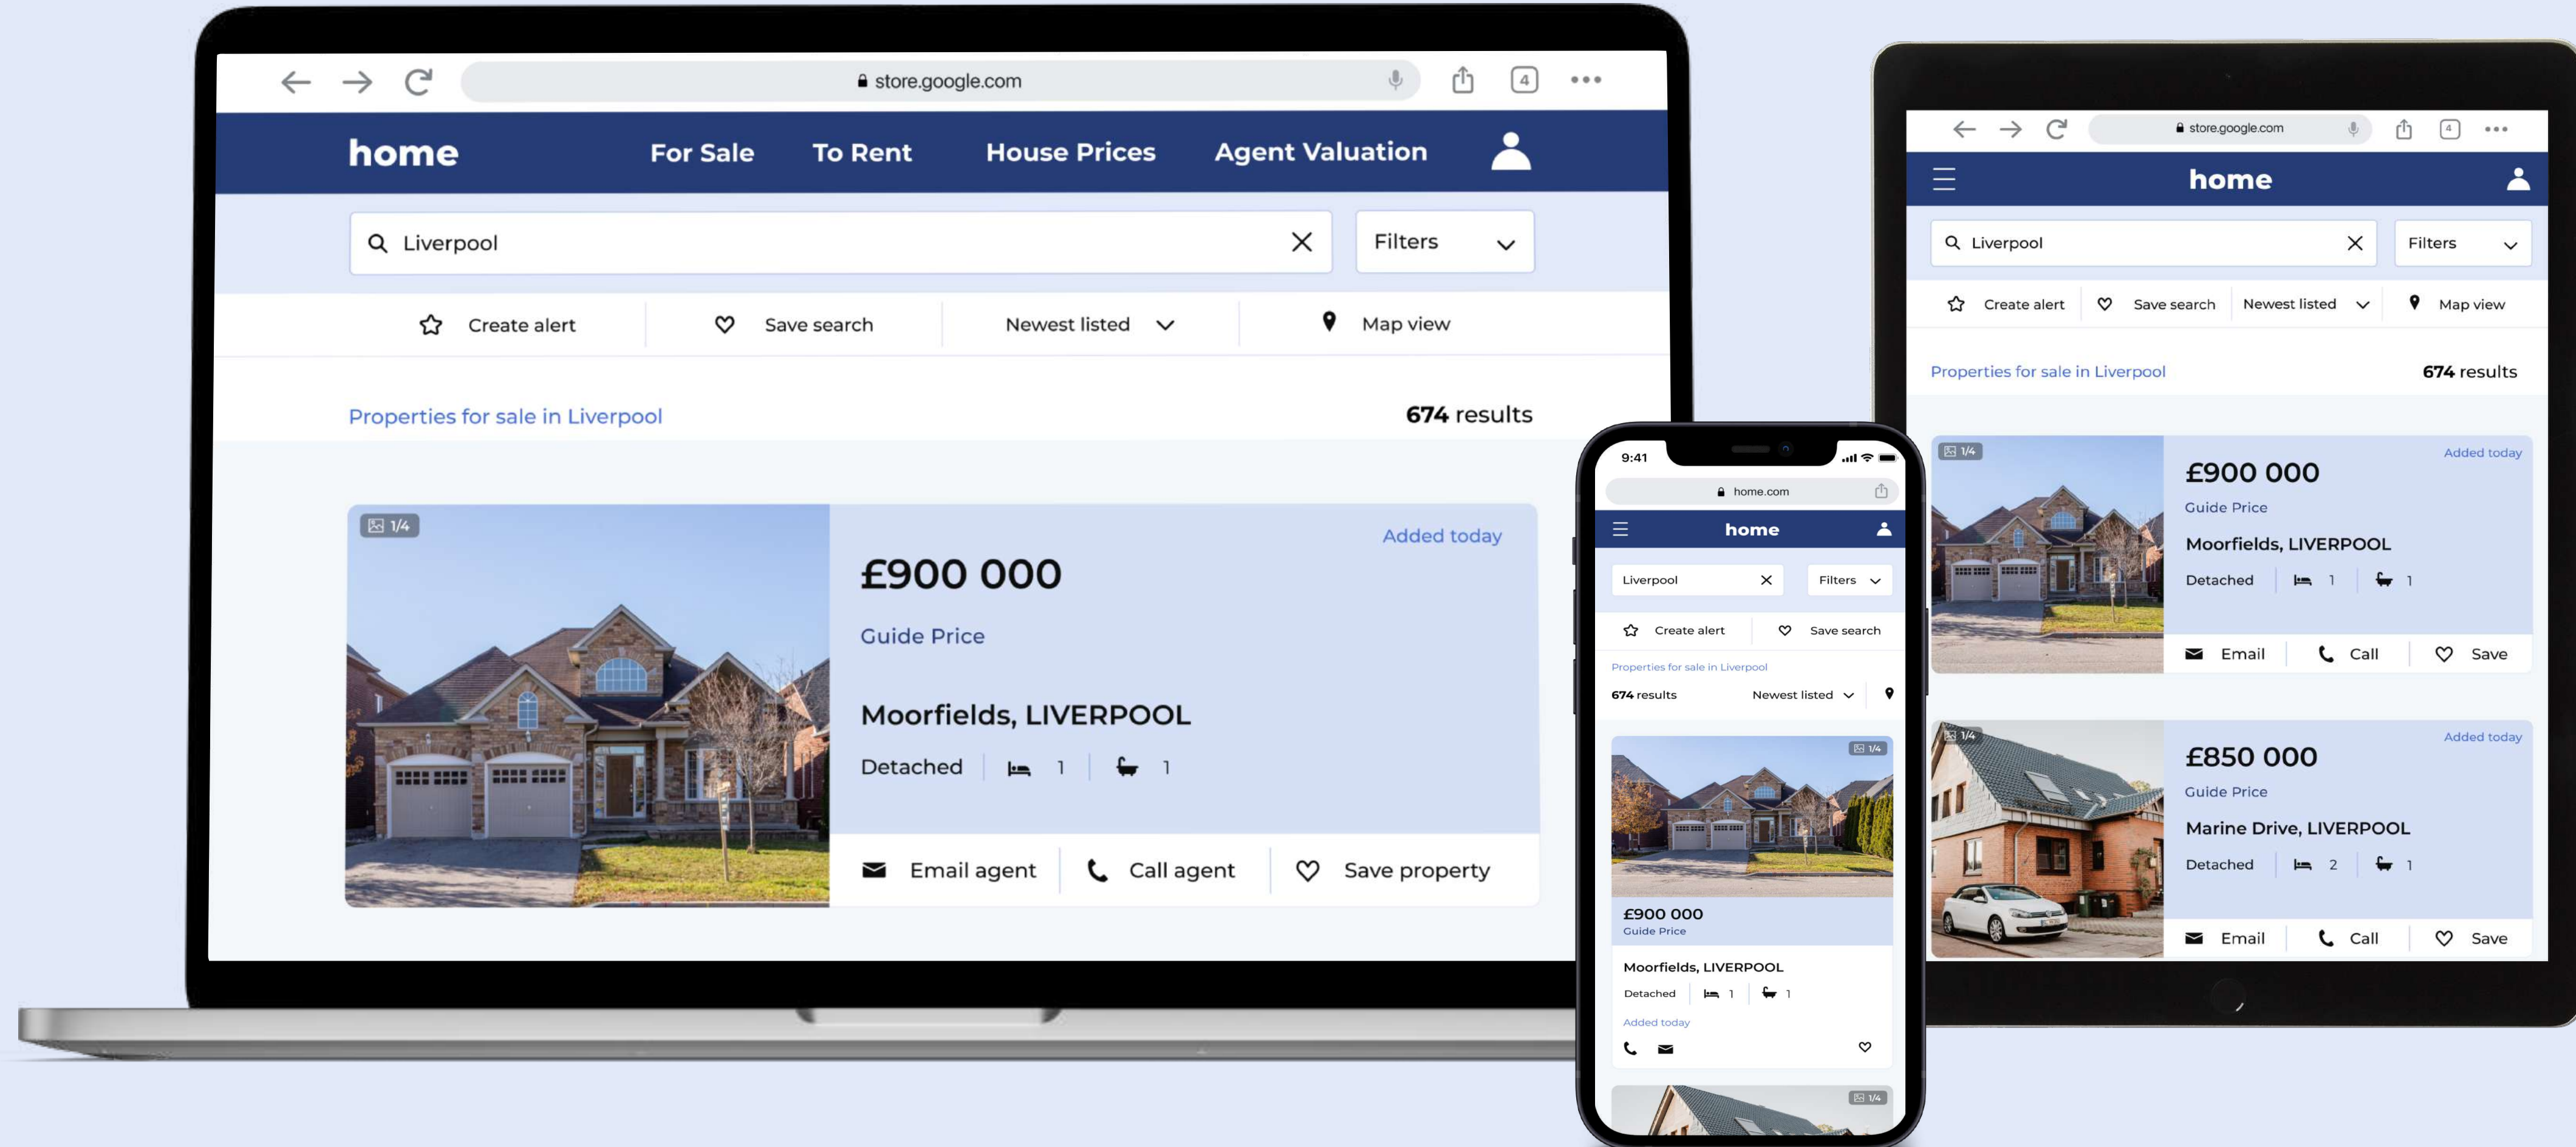 store.google.com 4
home For Sale To Rent House Prices Agent Valuation
Liverpool Filters
Create alert Save search Newest listed Map view
Properties for sale in Liverpool 674 results
1/4
Added today
£900 000
Guide Price
Moorfields, LIVERPOOL
Detached 1 1
Email agent Call agent Save property
9:41
home.com
home
Liverpool Filters
Create alert Save search
Properties for sale in Liverpool
674 results Newest listed
1/4
£900 000
Guide Price
Moorfields, LIVERPOOL
Detached 1 1
Added today
1/4
store.google.com 4
home
Liverpool Filters
Create alert Save search Newest listed Map view
Properties for sale in Liverpool 674 results
1/4 Added today
£900 000
Guide Price
Moorfields, LIVERPOOL
Detached 1 1
Email Call Save
1/4 Added today
£850 000
Guide Price
Marine Drive, LIVERPOOL
Detached 2 1
Email Call Save